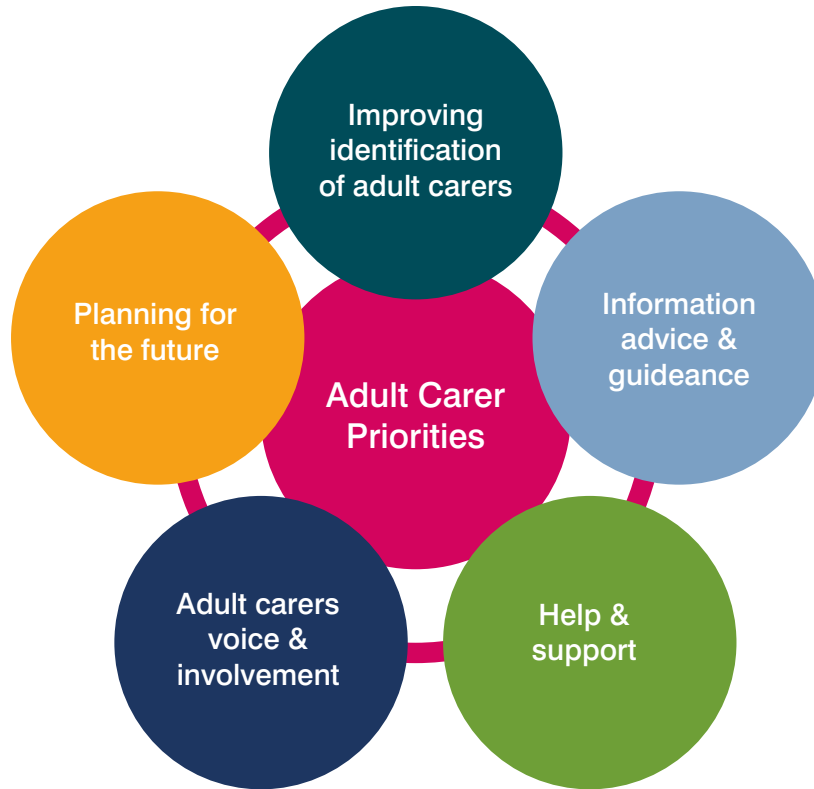 Improving
identification
of adult carers
Information
advice &
guideance
Help &
support
Adult carers
voice &
involvement
Planning for
the future
Adult Carer
Priorities